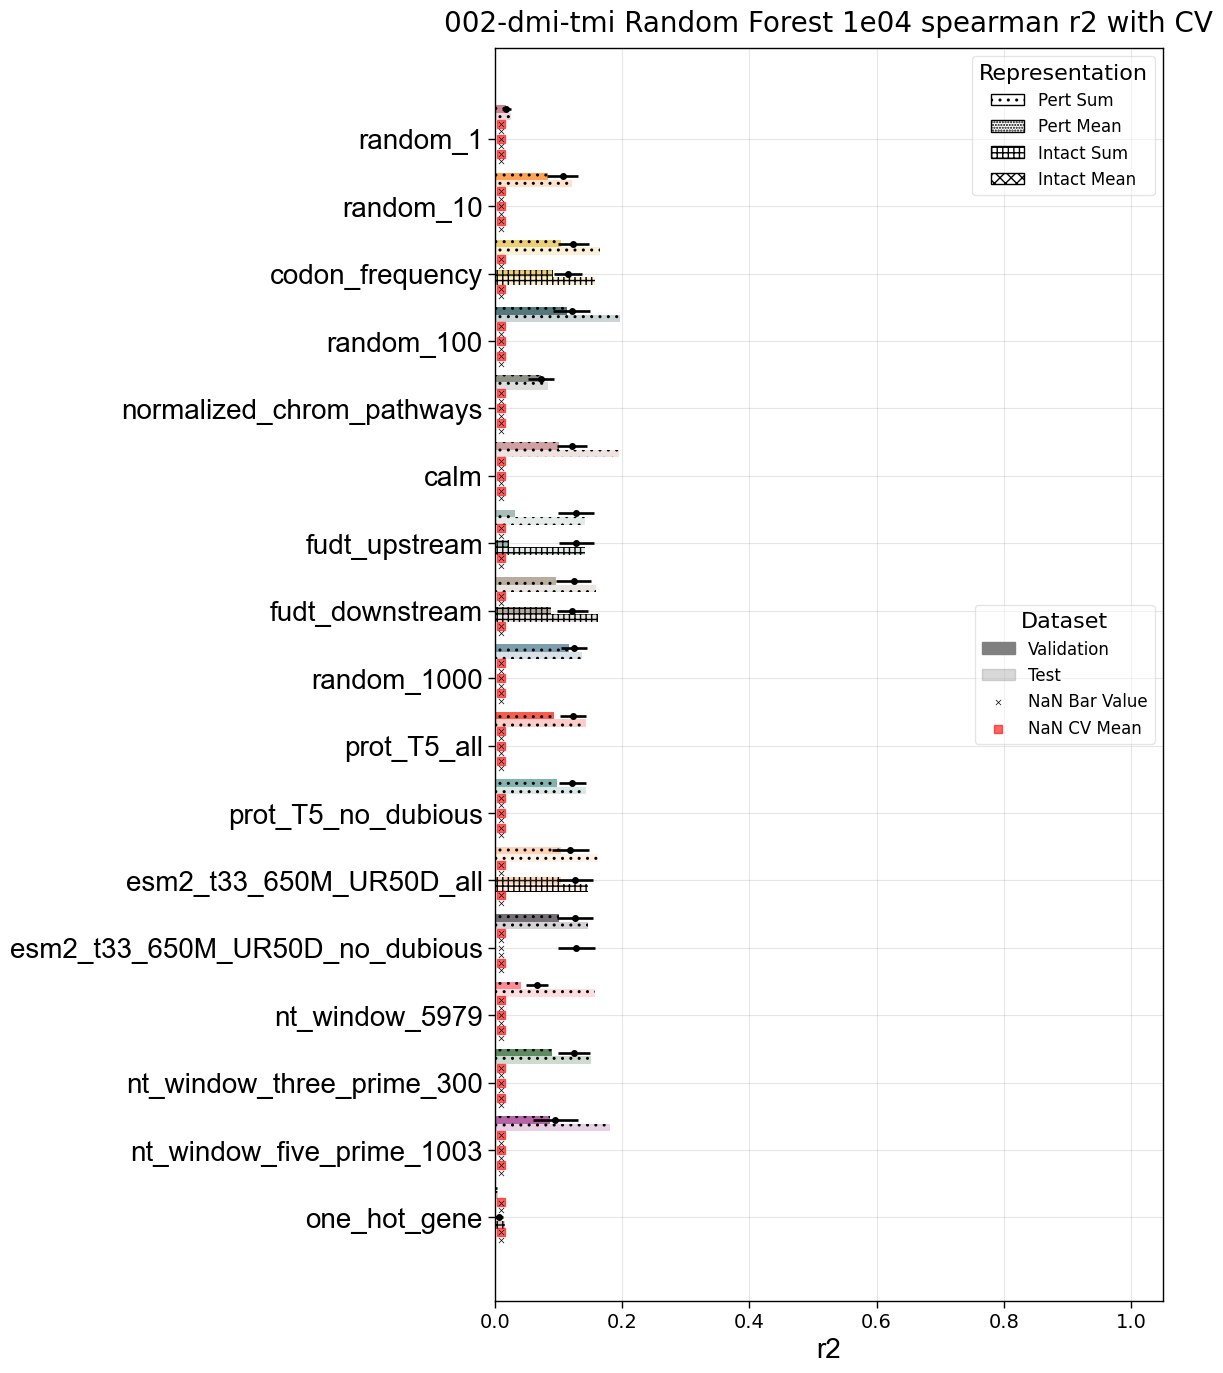 002-dmi-tmi Random Forest 1e04 spearman r2 with CV
Representation
Pert Sum
Pert Mean
Intact Sum
Intact Mean
random_1
random_10
codon_frequency
random_100
normalized_chrom_pathways
calm
fudt_upstream
fudt_downstream
Dataset
Validation
Test
NaN Bar Value
NaN CV Mean
random_1000
prot_T5_all
prot_T5_no_dubious
esm2_t33_650M_UR50D_all
esm2_t33_650M_UR50D_no_dubious
nt_window_5979
nt_window_three_prime_300
nt_window_five_prime_1003
one_hot_gene
0.0 0.2 0.4 0.6 0.8 1.0
r2